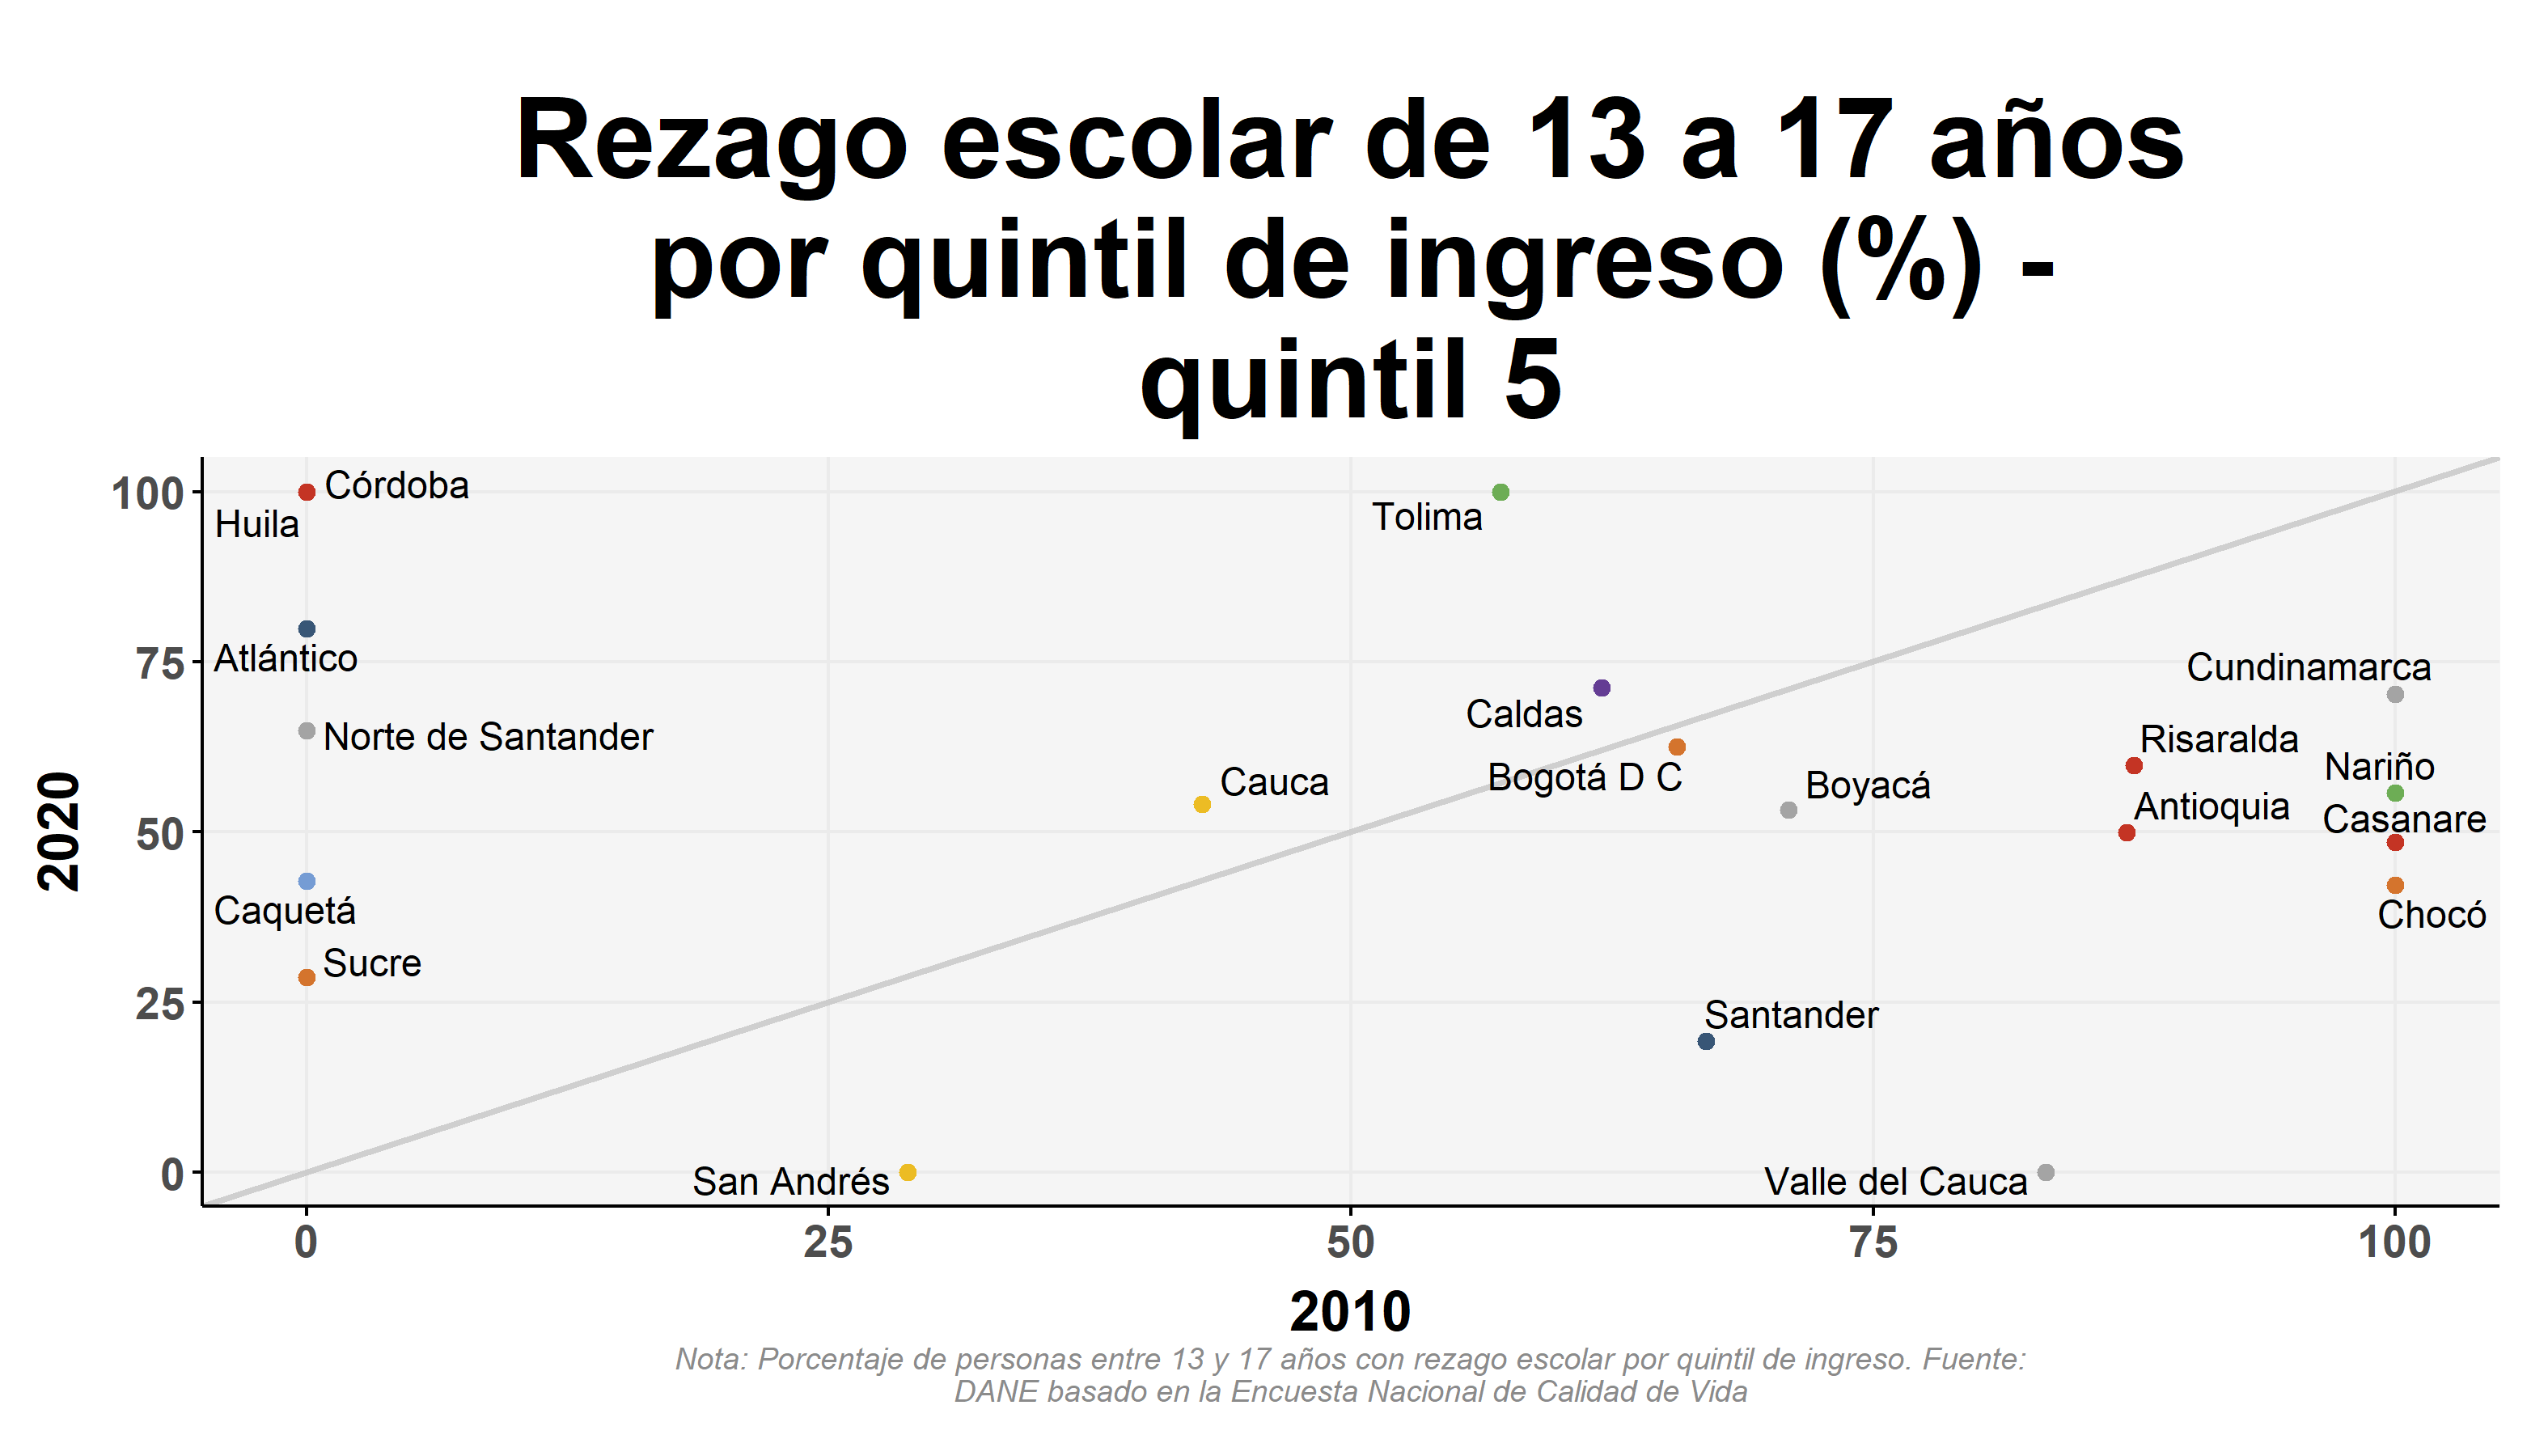 Rezago escolar de 13 a 17 años
por quintil de ingreso (%) -
quintil 5
100
75
50
25
0
2020
Córdoba
Huila
Tolima
Atlántico
Cundinamarca
Caldas
Norte de Santander
Risaralda
Nariño
Bogotá D C
Cauca
Boyacá
Antioquia
Casanare
Caquetá
Chocó
Sucre
Santander
San Andrés
Valle del Cauca
0
25
50
75
100
2010
Nota: Porcentaje de personas entre 13 y 17 años con rezago escolar por quintil de ingreso. Fuente:
DANE basado en la Encuesta Nacional de Calidad de Vida